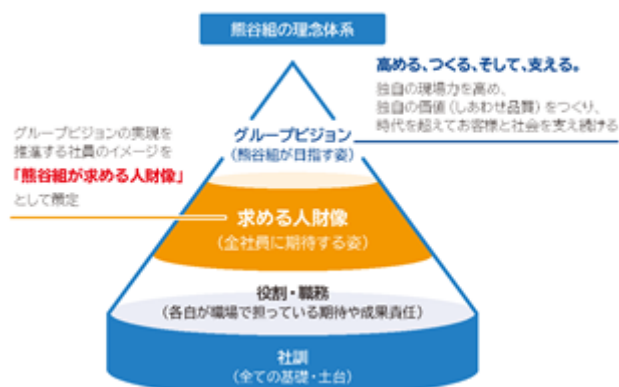 熊谷組の理念体系
高める、つくる、そして、支える。
独自の現場力を高め、
独自の価値(しあわせ品質)をつくり、
時代を超えてお客様と社会を支え続ける
グループビジョン
(熊谷組が目指す姿)
グループビジョンの実現を
推進する社員のイメージを
「熊谷組が求める人財像」
として策定
求める人財像
(全社員に期待する姿)
役割・職務
(各自が職場で担っている期待や成果責任)
社訓
(全ての基礎・土台)